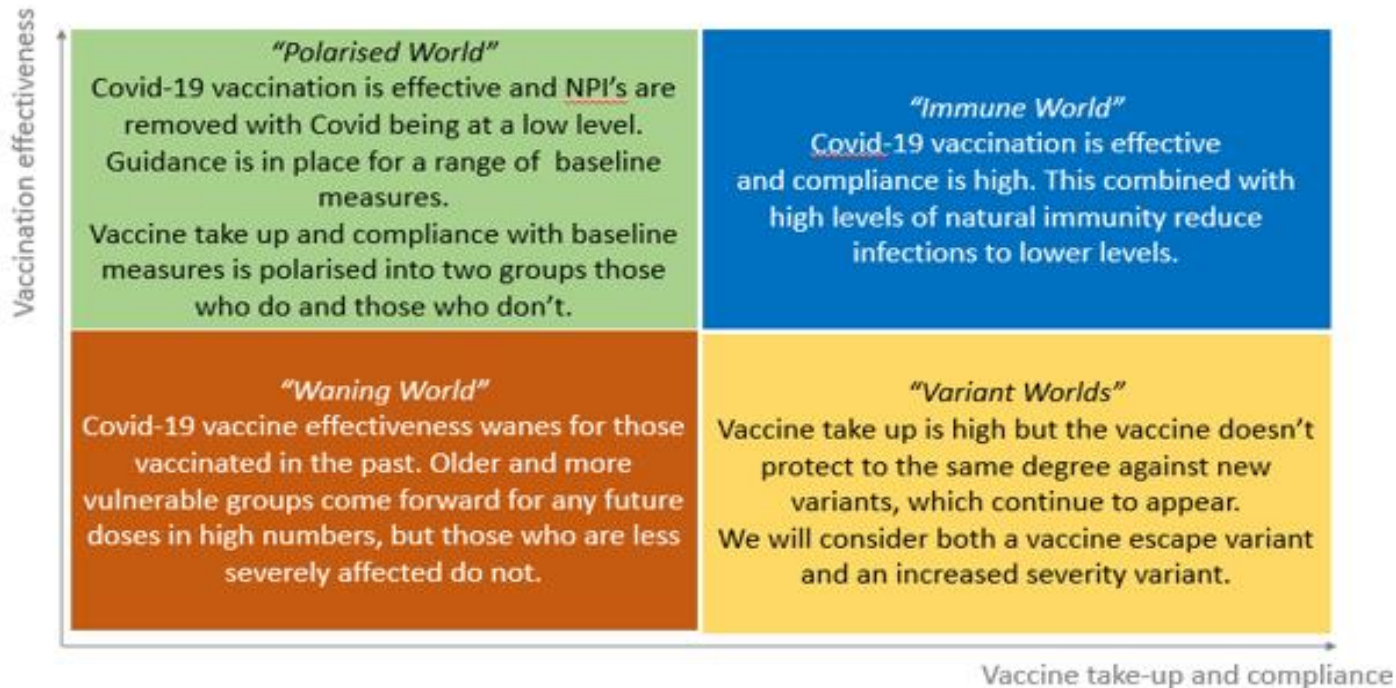 Vaccination effectiveness
“Polarised World”
Covid-19 vaccination is effective and NPI’s are
removed with Covid being at a low level.
Guidance is in place for a range of baseline
measures.
Vaccine take up and compliance with baseline
measures is polarised into two groups those
who do and those who don’t.
“Immune World”
Covid-19 vaccination is effective
and compliance is high. This combined with
high levels of natural immunity reduce
infections to lower levels.
“Waning World”
Covid-19 vaccine effectiveness wanes for those
vaccinated in the past. Older and more
vulnerable groups come forward for any future
doses in high numbers, but those who are less
severely affected do not.
“Variant Worlds”
Vaccine take up is high but the vaccine doesn’t
protect to the same degree against new
variants, which continue to appear.
We will consider both a vaccine escape variant
and an increased severity variant.
Vaccine take-up and compliance